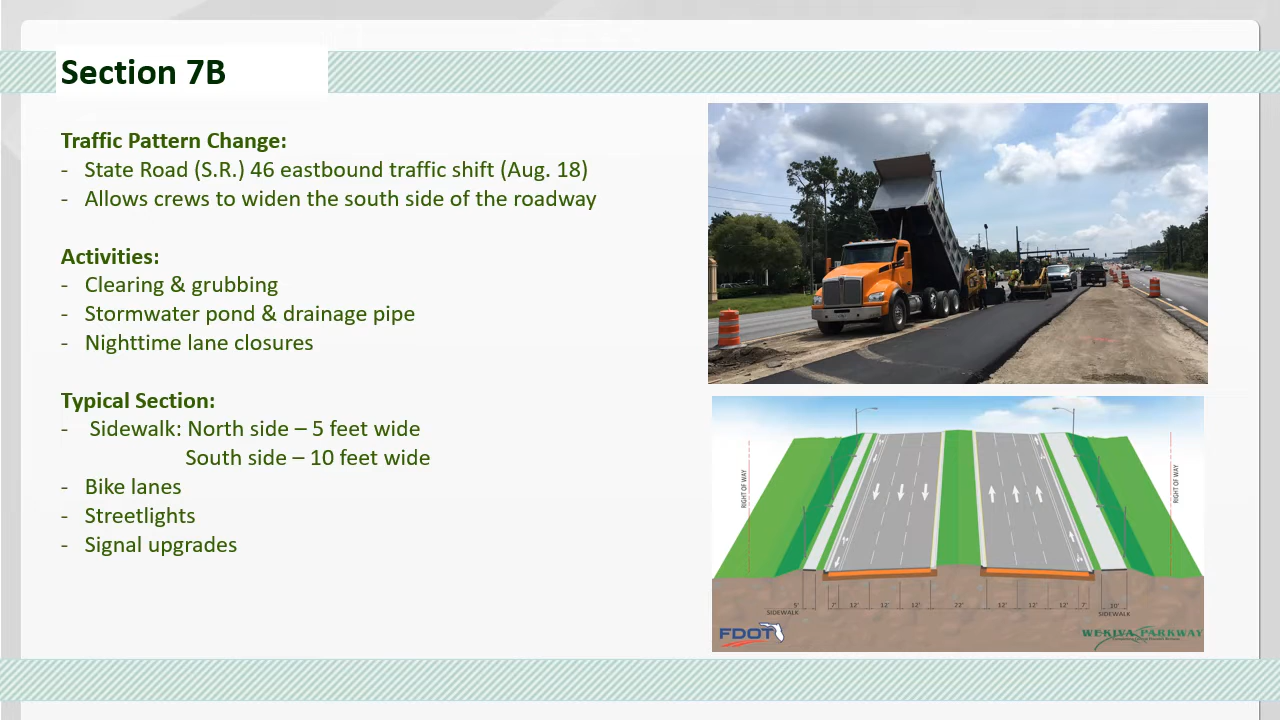 Section 7B
Traffic Pattern Change:
- State Road (S.R.) 46 eastbound traffic shift (Aug. 18)
- Allows crews to widen the south side of the roadway
Activities:
- Clearing & grubbing
- Stormwater pond & drainage pipe
- Nighttime lane closures
Typical Section:
- Sidewalk: North side – 5 feet wide
South side – 10 feet wide
- Bike lanes
- Streetlights
- Signal upgrades
RIGHT OF WAY
RIGHT OF WAY
5' 7' 12' 12' 12' 22' 12' 12' 12' 7' 10'
SIDEWALK SIDEWALK
FDOT
WEKIVA PARKWAY